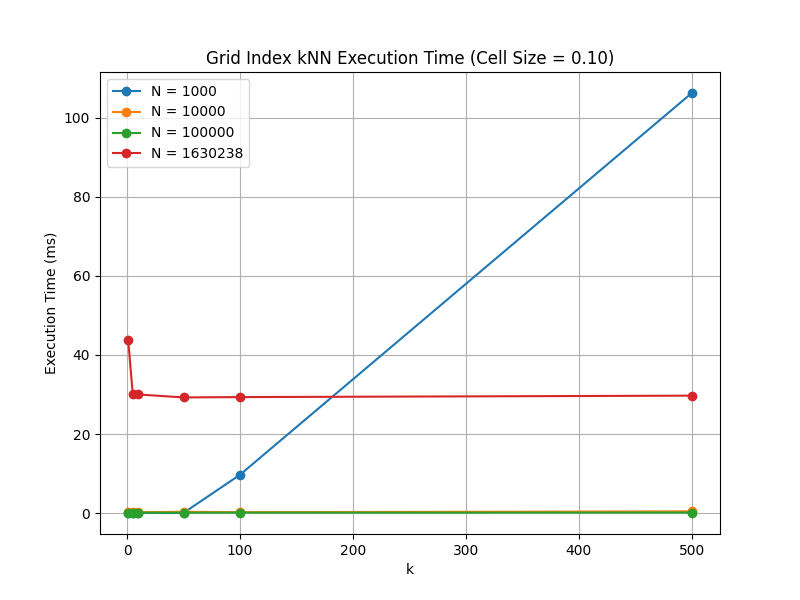 Grid Index kNN Execution Time (Cell Size = 0.10)
N = 1000
N = 10000
N = 100000
N = 1630238
Execution Time (ms)
100
80
60
40
20
0
0 100 200 300 400 500
k